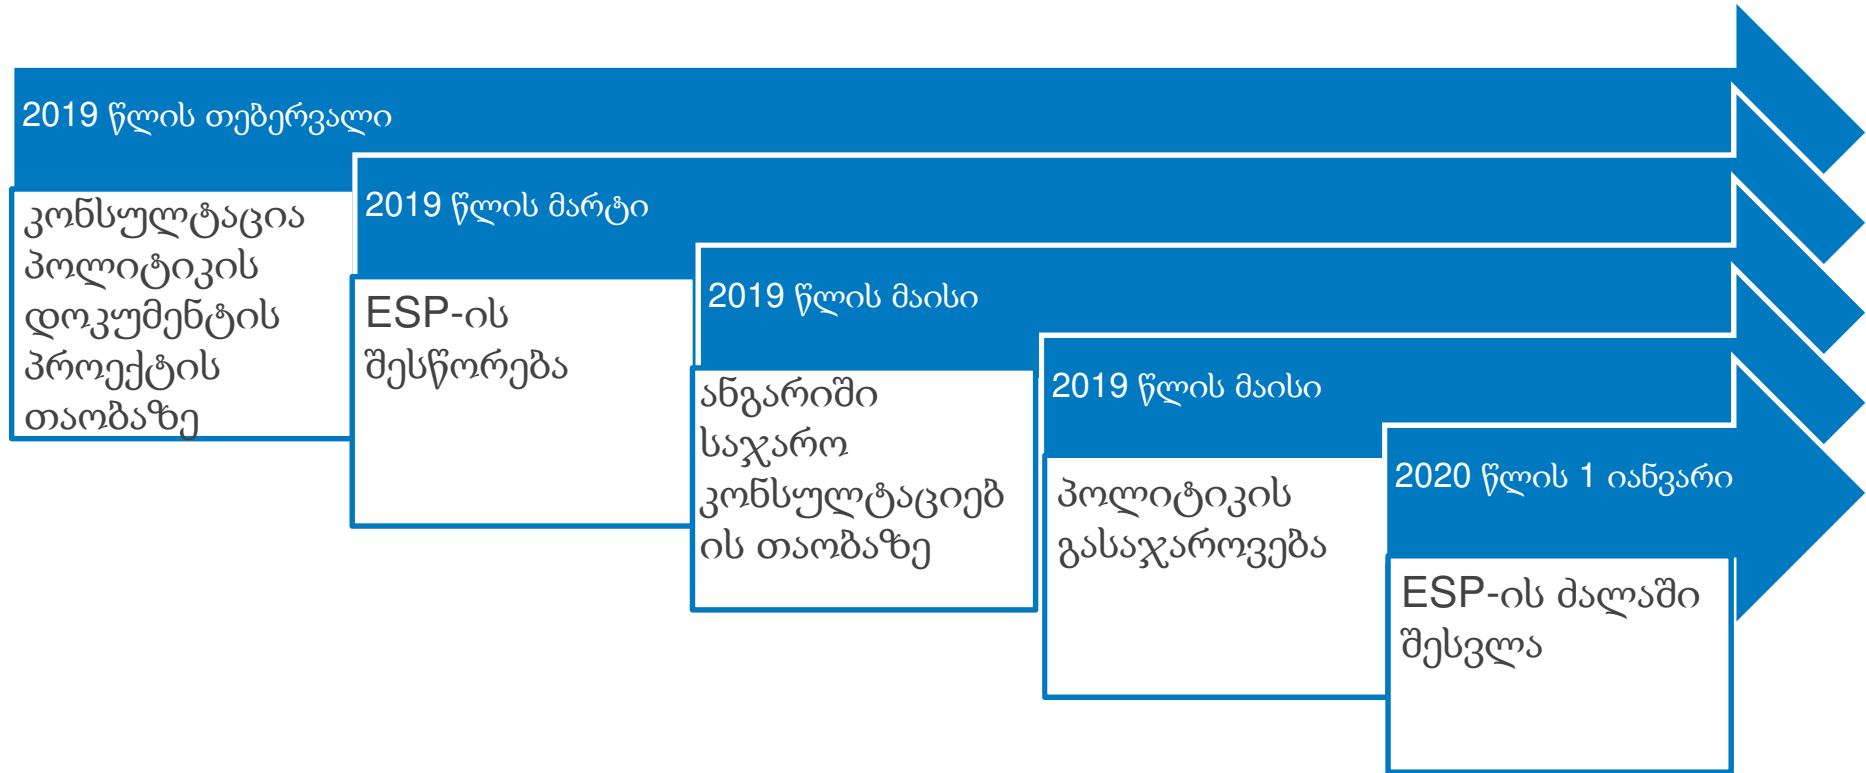 2019 წლის თებერვალი
კონსულტაცია
პოლიტიკის
დოკუმენტის
პროექტის
თაობაზე
2019 წლის მარტი
ESP-ის
შესწორება
2019 წლის მაისი
ანგარიში
საჯარო
კონსულტაციებ
ის თაობაზე
2019 წლის მაისი
პოლიტიკის
გასაჯაროვება
2020 წლის 1 იანვარი
ESP-ის ძალაში
შესვლა